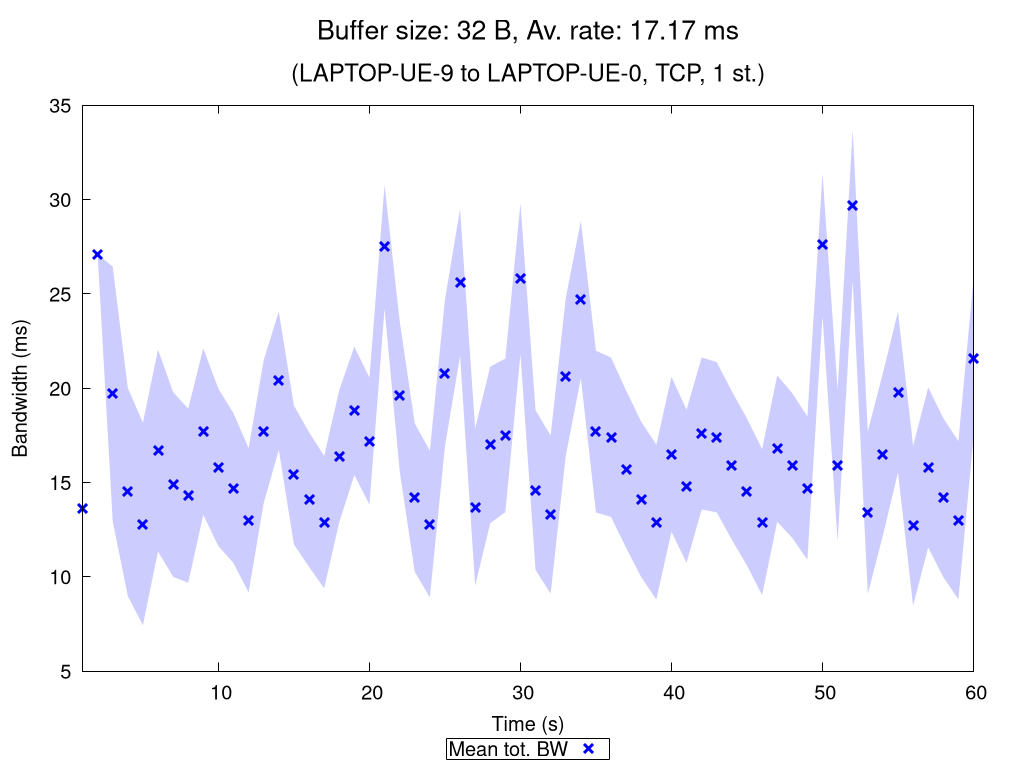 Buffer size: 32 B, Av. rate: 17.17 ms
(LAPTOP-UE-9 to LAPTOP-UE-0, TCP, 1 st.)
35
30
25
20
15
10
5
Bandwidth (ms)
10 20 30 40 50 60
Time (s)
Mean tot. BW